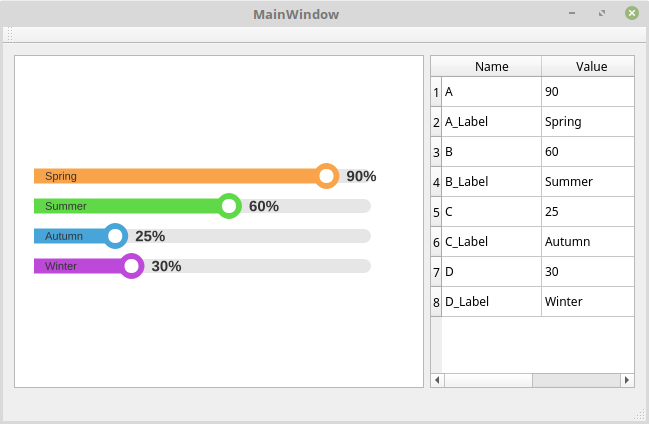 MainWindow
Spring 90%
Summer 60%
Autumn 25%
Winter 30%
Name Value
1 A 90
2 A_Label Spring
3 B 60
4 B_Label Summer
5 C 25
6 C_Label Autumn
7 D 30
8 D_Label Winter